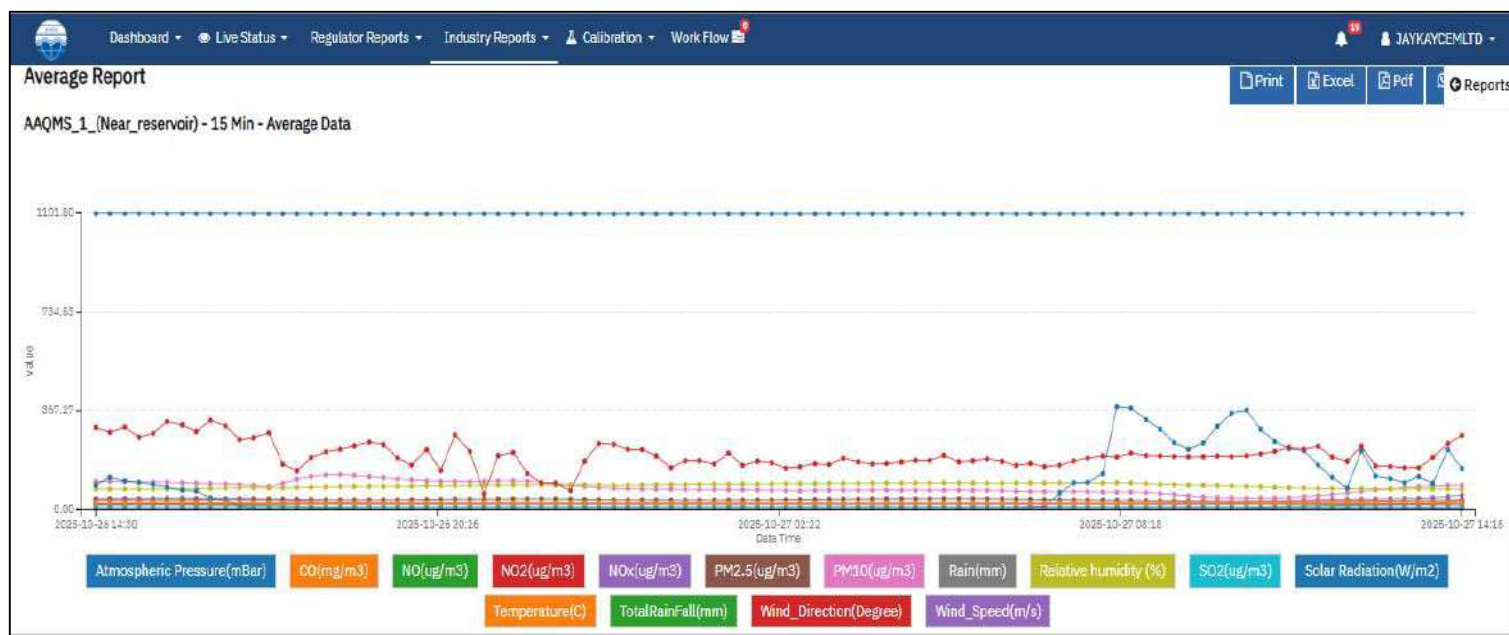 Dashboard Live Status Regulator Reports Industry Reports Calibration Work Flow 0 19 JAYKAYCEMLTD
Average Report
Print Excel Pdf Reports
AAQMS_1_(Near_reservoir) - 15 Min - Average Data
1101.80
734.53
367.27
0.00
value
2025-10-26 14:30 2025-10-26 20:26 2025-10-27 02:22 2025-10-27 08:18 2025-10-27 14:15
Date Time
Atmospheric Pressure(mBar) CO(mg/m3) NO(ug/m3) NO2(ug/m3) NOx(ug/m3) PM2.5(ug/m3) PM10(ug/m3) Rain(mm) Relative humidity (%) SO2(ug/m3) Solar Radiation(W/m2)
Temperature(C) TotalRainFall(mm) Wind_Direction(Degree) Wind_Speed(m/s)